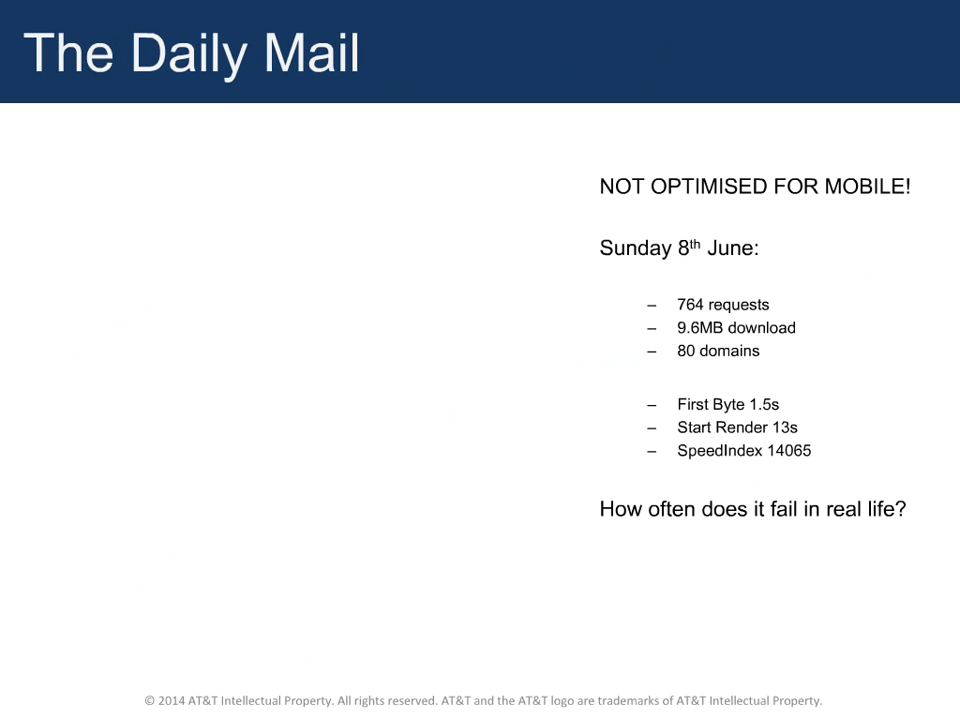 The Daily Mail
NOT OPTIMISED FOR MOBILE!
Sunday 8th June:
– 764 requests
– 9.6MB download
– 80 domains
– First Byte 1.5s
– Start Render 13s
– SpeedIndex 14065
How often does it fail in real life?
© 2014 AT&T Intellectual Property. All rights reserved. AT&T and the AT&T logo are trademarks of AT&T Intellectual Property.